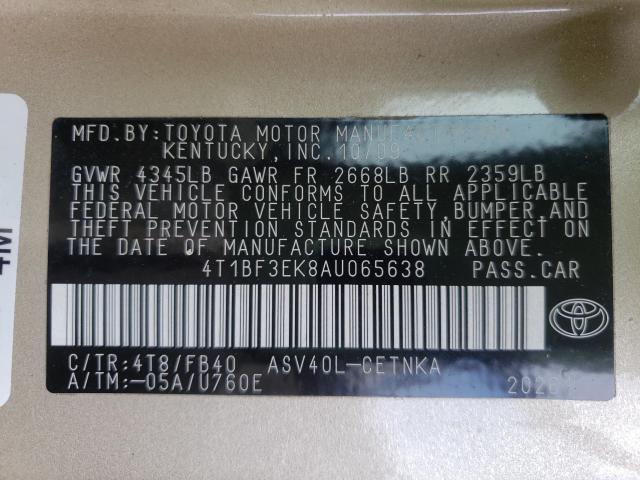 MFD.BY:TOYOTA MOTOR MANUFACTURING
KENTUCKY,INC.10/09
GVWR 4345LB GAWR FR 2668LB RR 2359LB
THIS VEHICLE CONFORMS TO ALL APPLICABLE
FEDERAL MOTOR VEHICLE SAFETY,BUMPER,AND
THEFT PREVENTION STANDARDS IN EFFECT ON
THE DATE OF MANUFACTURE SHOWN ABOVE.
4T1BF3EK8AU065638 PASS.CAR
C/TR:4T8/FB40 ASV40L-CETNKA
A/TM:-05A/U760E
4M